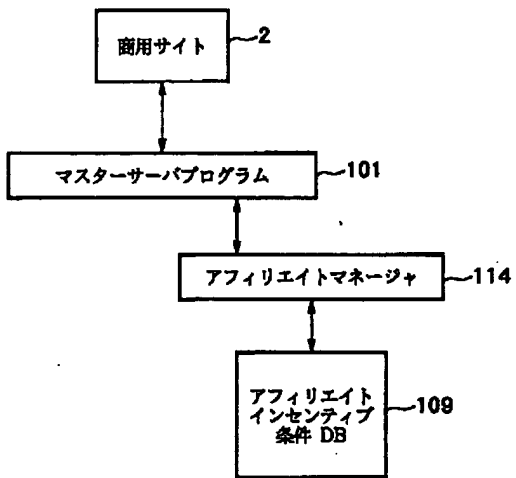 商用サイト
2
マスターサーバプログラム
101
アフィリエイトマネージャ
114
アフィリエイト
インセンティブ
条件 DB
109